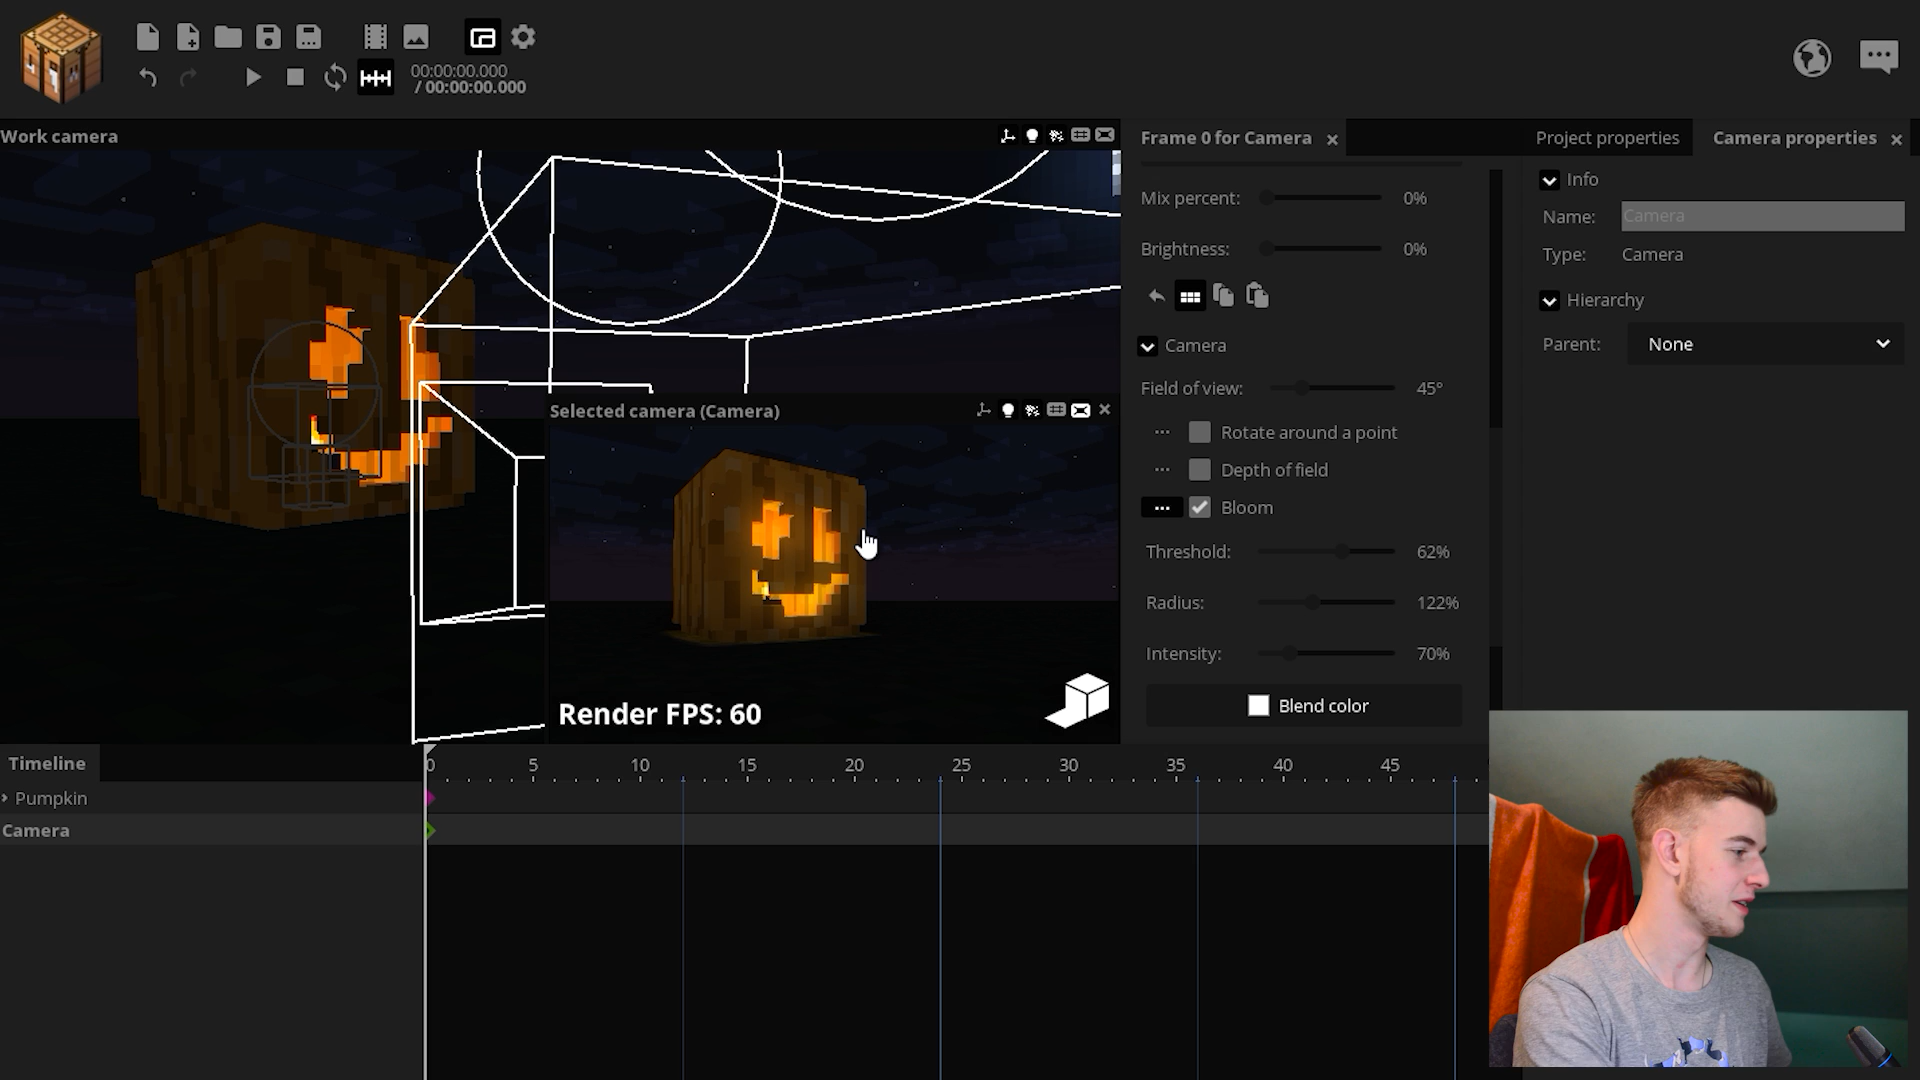 00:00:00.000
/ 00:00:00.000
Work camera
Frame 0 for Camera
Project properties
Camera properties
Mix percent: 0%
Brightness: 0%
Camera
Field of view: 45°
Rotate around a point
Depth of field
Bloom
Threshold: 62%
Radius: 122%
Intensity: 70%
Blend color
Info
Name: Camera
Type: Camera
Hierarchy
Parent: None
Selected camera (Camera)
Render FPS: 60
Timeline
0 5 10 15 20 25 30 35 40 45
Pumpkin
Camera